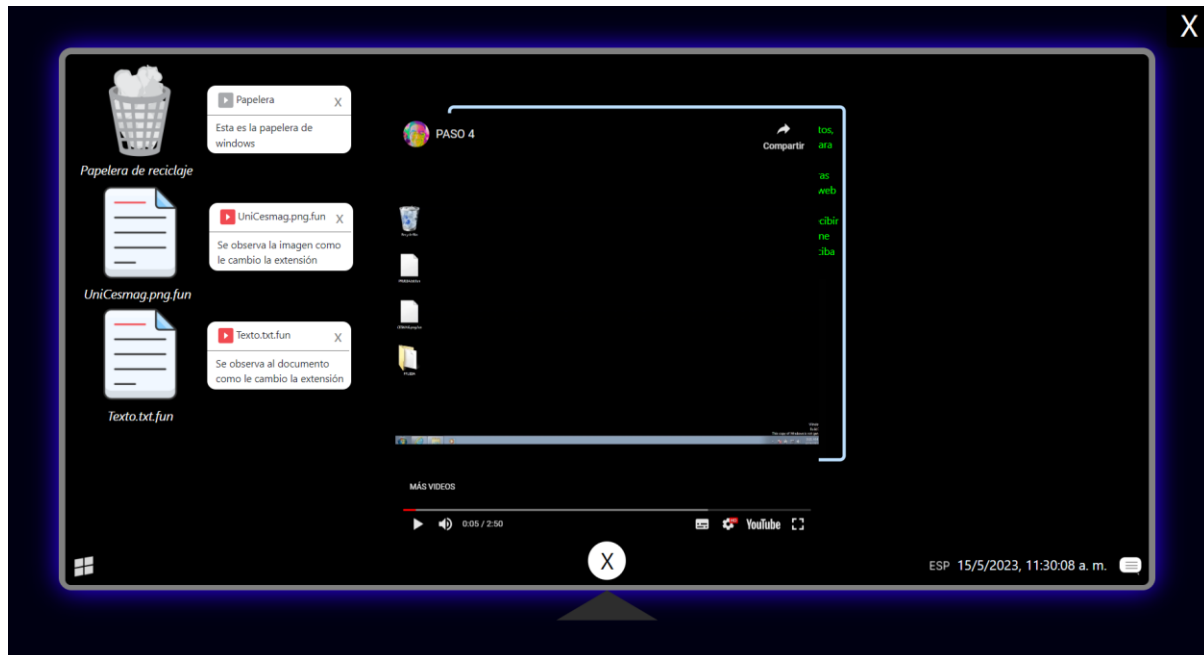 X
Papelera de reciclaje
Papelera X
Esta es la papelera de
windows
UniCesmag.png.fun
UniCesmag.png.fun X
Se observa la imagen como
le cambio la extensión
Texto.txt.fun
Texto.txt.fun X
Se observa al documento
como le cambio la extensión
PASO 4
Compartir
tos,
ara
as
web
cibir
ne
ciba
MÁS VIDEOS
0:05 / 2:50
YouTube
X
ESP 15/5/2023, 11:30:08 a. m.